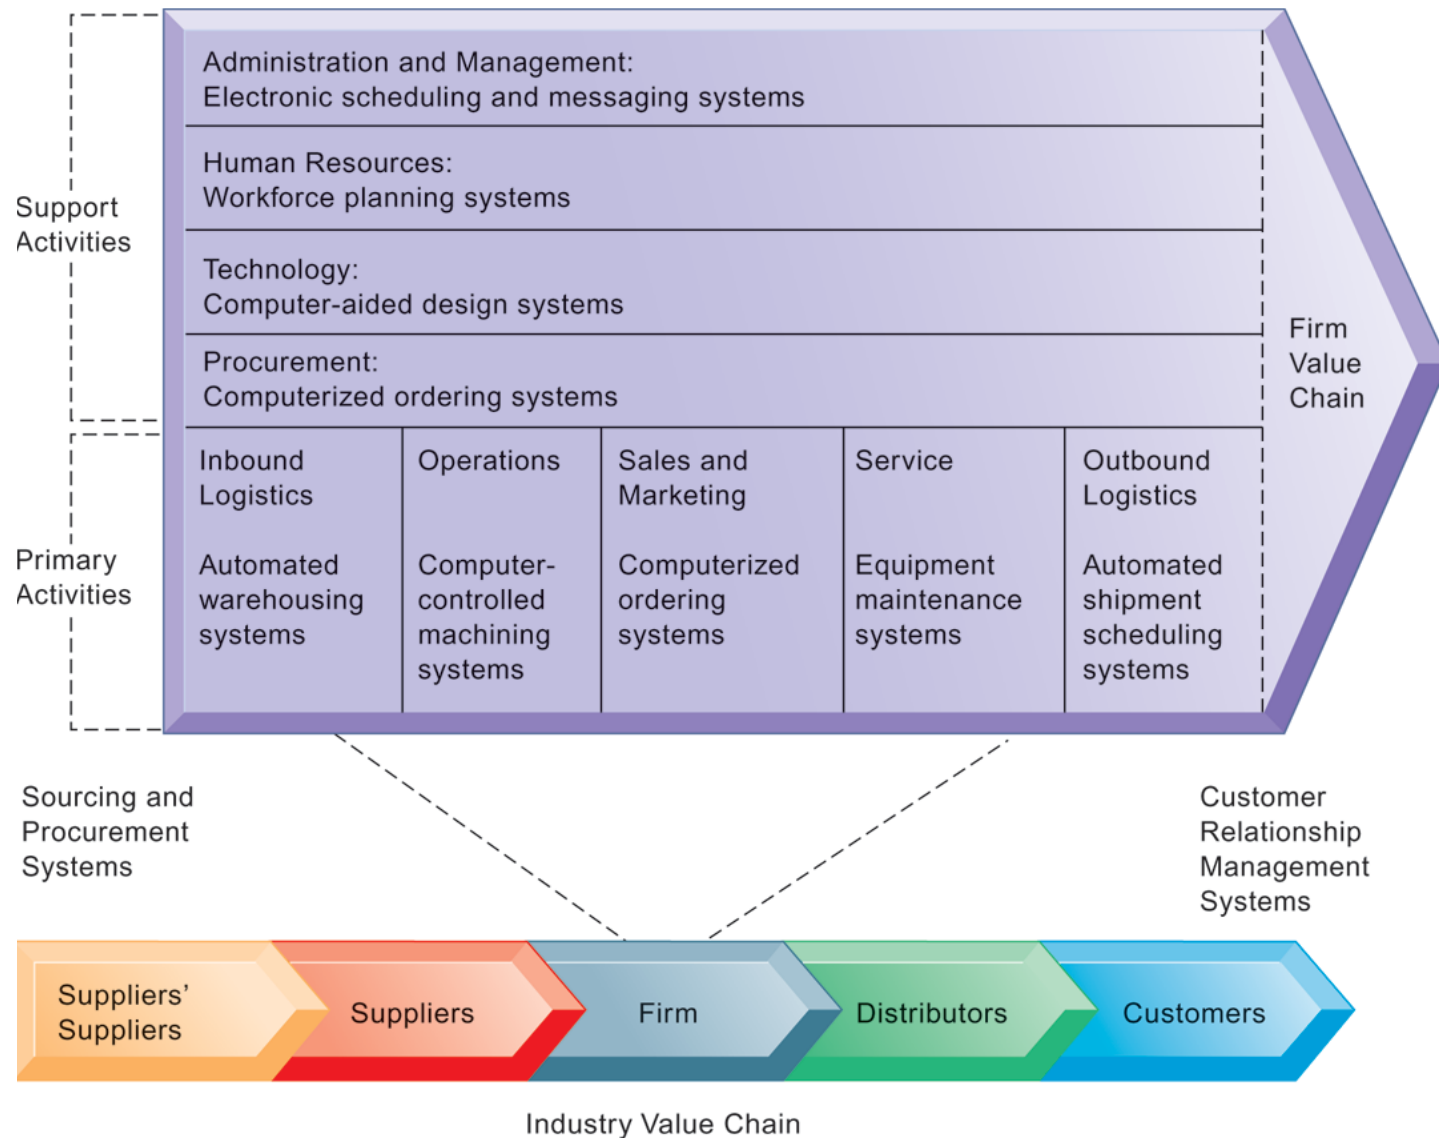 Administration and Management:
Electronic scheduling and messaging systems
Human Resources:
Workforce planning systems
Support
Activities
Technology:
Computer-aided design systems
Firm
Value
Chain
Procurement:
Computerized ordering systems
Primary
Activities
Inbound
Logistics
Automated
warehousing
systems
Operations
Computer-
controlled
machining
systems
Sales and
Marketing
Computerized
ordering
systems
Service
Equipment
maintenance
systems
Outbound
Logistics
Automated
shipment
scheduling
systems
Sourcing and
Procurement
Systems
Customer
Relationship
Management
Systems
Suppliers’
Suppliers
Suppliers
Firm
Distributors
Customers
Industry Value Chain